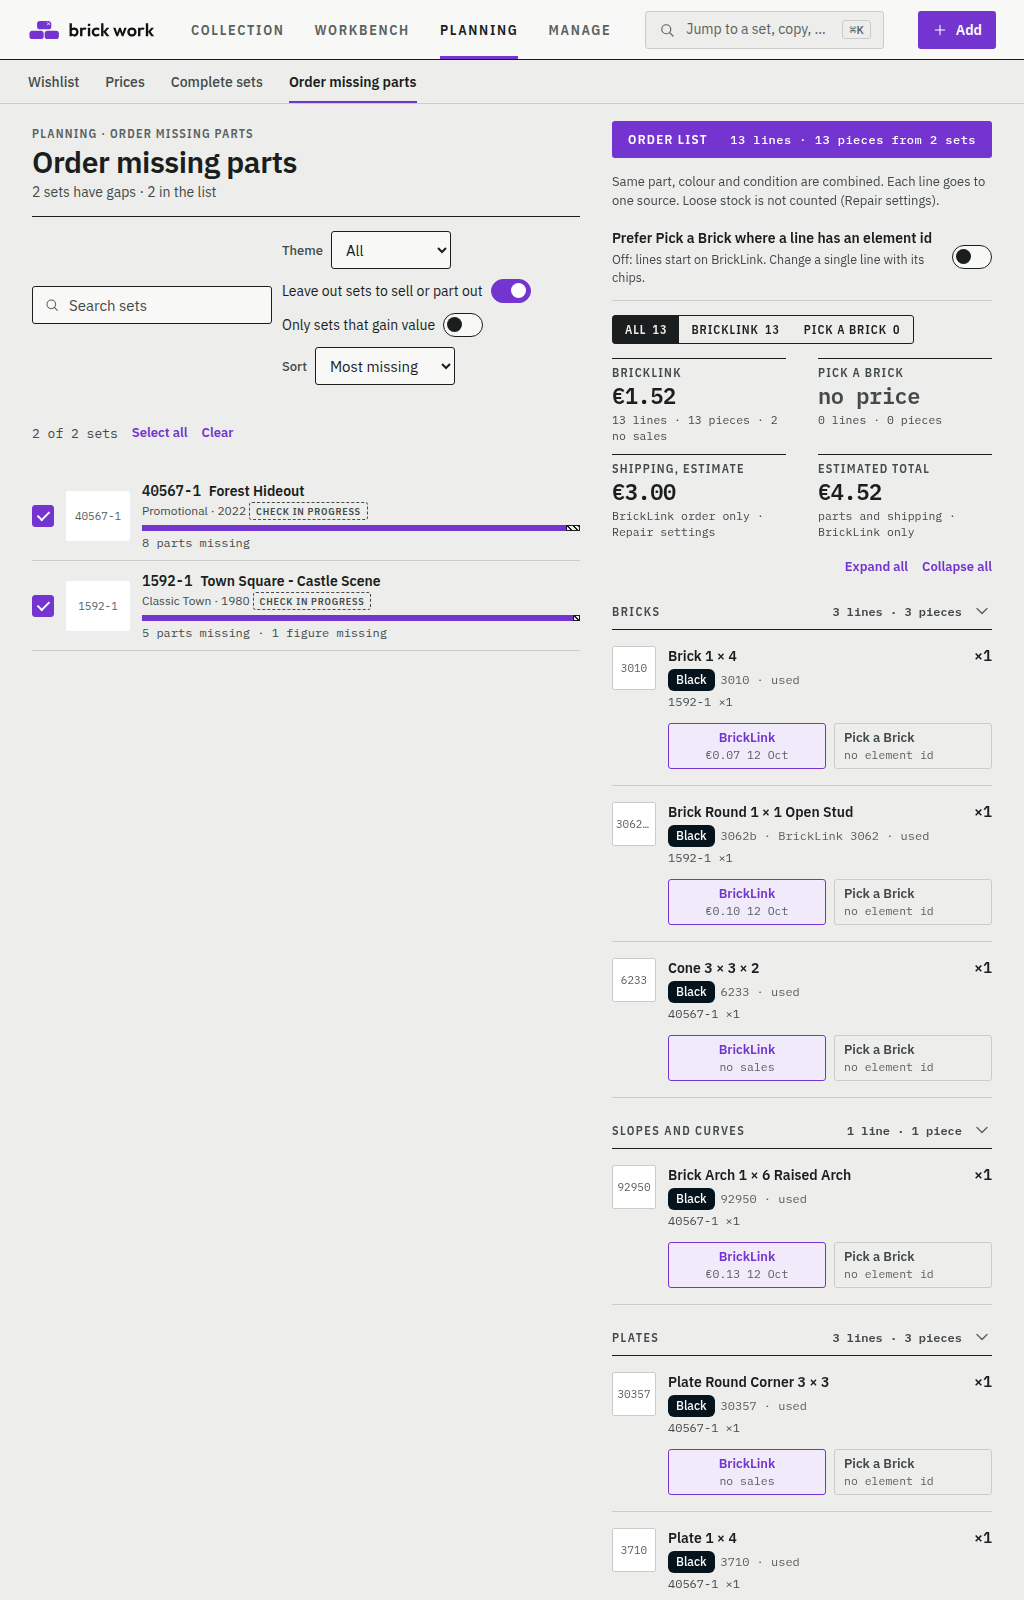 brick work
COLLECTION
WORKBENCH
PLANNING
MANAGE
Jump to a set, copy, ...
⌘K
Add
Wishlist
Prices
Complete sets
Order missing parts
PLANNING · ORDER MISSING PARTS
Order missing parts
2 sets have gaps · 2 in the list
Theme All
Search sets
Leave out sets to sell or part out
Only sets that gain value
Sort Most missing
2 of 2 sets Select all Clear
40567-1
40567-1 Forest Hideout
Promotional · 2022 CHECK IN PROGRESS
8 parts missing
1592-1
1592-1 Town Square - Castle Scene
Classic Town · 1980 CHECK IN PROGRESS
5 parts missing · 1 figure missing
ORDER LIST 13 lines · 13 pieces from 2 sets
Same part, colour and condition are combined. Each line goes to
one source. Loose stock is not counted (Repair settings).
Prefer Pick a Brick where a line has an element id
Off: lines start on BrickLink. Change a single line with its
chips.
ALL 13 BRICKLINK 13 PICK A BRICK 0
BRICKLINK
€1.52
13 lines · 13 pieces · 2
no sales
PICK A BRICK
no price
0 lines · 0 pieces
SHIPPING, ESTIMATE
€3.00
BrickLink order only ·
Repair settings
ESTIMATED TOTAL
€4.52
parts and shipping ·
BrickLink only
Expand all Collapse all
BRICKS 3 lines · 3 pieces
3010
Brick 1 × 4 ×1
Black 3010 · used
1592-1 ×1
BrickLink
€0.07 12 Oct
Pick a Brick
no element id
3062…
Brick Round 1 × 1 Open Stud ×1
Black 3062b · BrickLink 3062 · used
1592-1 ×1
BrickLink
€0.10 12 Oct
Pick a Brick
no element id
6233
Cone 3 × 3 × 2 ×1
Black 6233 · used
40567-1 ×1
BrickLink
no sales
Pick a Brick
no element id
SLOPES AND CURVES 1 line · 1 piece
92950
Brick Arch 1 × 6 Raised Arch ×1
Black 92950 · used
40567-1 ×1
BrickLink
€0.13 12 Oct
Pick a Brick
no element id
PLATES 3 lines · 3 pieces
30357
Plate Round Corner 3 × 3 ×1
Black 30357 · used
40567-1 ×1
BrickLink
no sales
Pick a Brick
no element id
3710
Plate 1 × 4 ×1
Black 3710 · used
40567-1 ×1